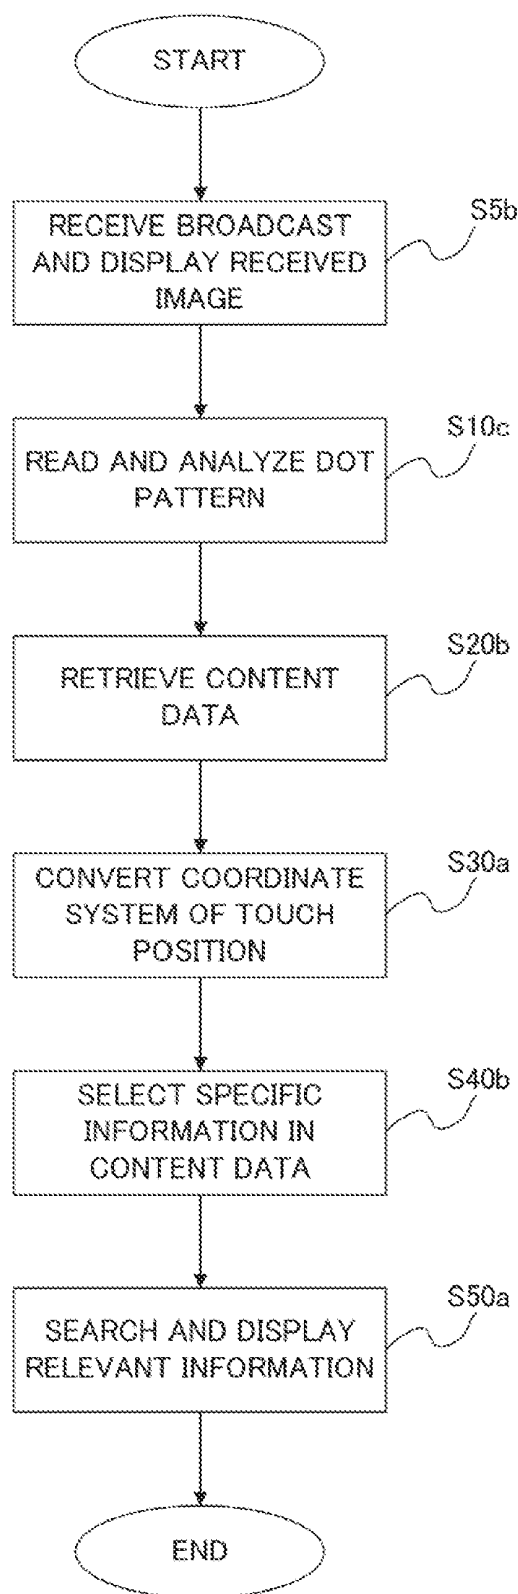 START
S5b
RECEIVE BROADCAST
AND DISPLAY RECEIVED
IMAGE
S10c
READ AND ANALYZE DOT
PATTERN
S20b
RETRIEVE CONTENT
DATA
S30a
CONVERT COORDINATE
SYSTEM OF TOUCH
POSITION
S40b
SELECT SPECIFIC
INFORMATION IN
CONTENT DATA
S50a
SEARCH AND DISPLAY
RELEVANT INFORMATION
END